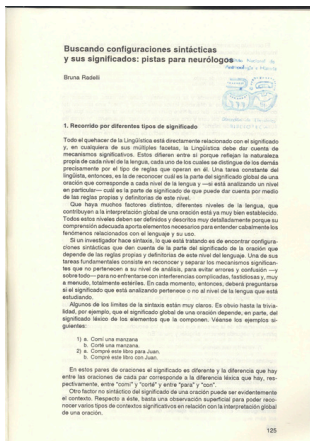 Buscando configuraciones sintácticas
y sus significados: pistas para neurólogos
Bruna Radelli
1. Recorrido por diferentes tipos de significado
Todo el quehacer de la Lingüística está directamente relacionado con el significado
y, en cualquiera de sus múltiples facetas, la Lingüística debe dar cuenta de
mecanismos significativos. Estos difieren entre sí porque reflejan la naturaleza
propia de cada nivel de la lengua, cada uno de los cuales se distingue de los demás
precisamente por el tipo de reglas que operan en él. Una tarea constante del
lingüista, entonces, es la de reconocer cuál es la parte del significado global de una
oración que corresponde a cada nivel de la lengua y —si está analizando un nivel
en particular— cuál es la parte de significado de que puede dar cuenta por medio
de las reglas propias y definitorias de este nivel.
Que haya muchos factores distintos, diferentes niveles de la lengua, que
contribuyen a la interpretación global de una oración está ya muy bien establecido.
Todos estos niveles deben ser definidos y descritos muy detalladamente porque su
comprensión adecuada aporta elementos necesarios para entender cabalmente los
fenómenos relacionados con el lenguaje y su uso.
Si un investigador hace sintaxis, lo que está tratando es de encontrar configura-
ciones sintácticas que den cuenta de la parte del significado de la oración que
depende de las reglas propias y definitorias de este nivel del lenguaje. Una de sus
tareas fundamentales consiste en reconocer y separar los mecanismos significan-
tes que no pertenecen a su nivel de análisis, para evitar errores y confusión —y
sobre todo— para no enfrentarse con interferencias complicadas, fastidiosas y, muy
a menudo, totalmente estériles. En cada momento, entonces, deberá preguntarse
si el significado que está analizando pertenece o no al nivel de la lengua que está
estudiando.
Algunos de los límites de la sintaxis están muy claros. Es obvio hasta la trivia-
lidad, por ejemplo, que el significado global de una oración depende, en parte, del
significado léxico de los elementos que la componen. Véanse los ejemplos si-
guientes:
1) a. Comí una manzana
b. Corté una manzana.
2) a. Compré este libro para Juan.
b. Compré este libro con Juan.
En estos pares de oraciones el significado es diferente y la diferencia que hay
entre las oraciones de cada par corresponde a la diferencia léxica que hay, res-
pectivamente, entre "comí" y "corté" y entre "para" y "con".
Otro factor no sintáctico del significado de una oración puede ser evidentemente
el contexto. Respecto a éste, basta una observación superficial para poder reco-
nocer varios tipos de contextos significativos en relación con la interpretación global
de una oración.
125